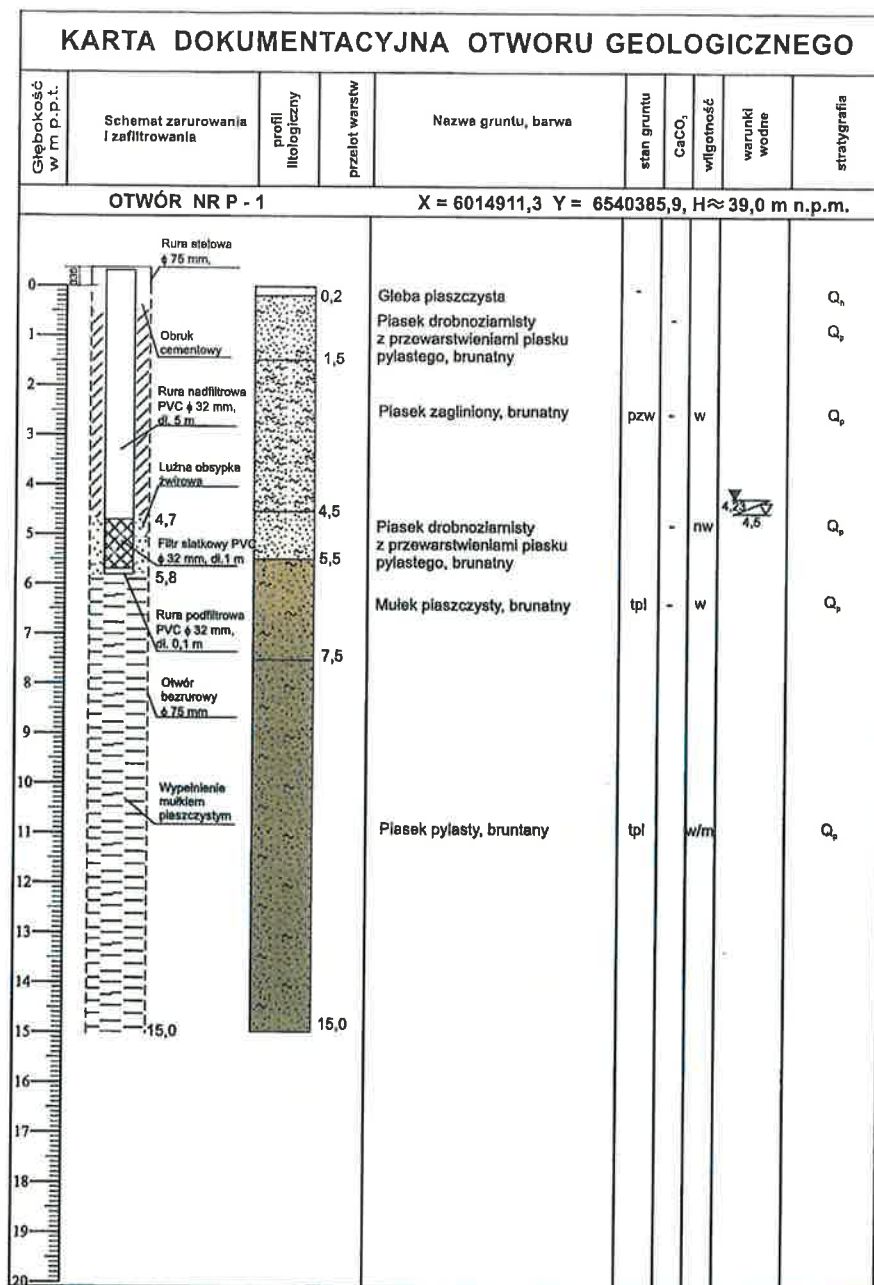 KARTA DOKUMENTACYJNA OTWORU GEOLOGICZNEGO
Głębokość
w m p.p.t.
Schemat zarurowania
i zafiltrowania
profil
litologiczny
przelot warstw
Nazwa gruntu, barwa
stan gruntu
CaCO₃
wilgotność
warunki
wodne
stratygrafia
OTWÓR NR P - 1
X = 6014911,3 Y = 6540385,9, H≈ 39,0 m n.p.m.
Rura stalowa
ϕ 75 mm,
0
0,2
Gleba piaszczysta
-
Qₕ
1
Obruk
cementowy
Piasek drobnoziarnisty
z przewarstwieniami piasku
pylastego, brunatny
-
Qₚ
1,5
2
Rura nadfiltrowa
PVC ϕ 32 mm,
dł. 5 m
Piasek zagliniony, brunatny
pzw
-
w
Qₚ
3
4
Luźna obsypka
żwirowa
4,7
4,5
4,23
4,5
5
Filtr siatkowy PVC
ϕ 32 mm, dł.1 m
5,8
5,5
Piasek drobnoziarnisty
z przewarstwieniami piasku
pylastego, brunatny
-
nw
Qₚ
6
Rura podfiltrowa
PVC ϕ 32 mm,
dł. 0,1 m
Mułek piaszczysty, brunatny
tpl
-
w
Qₚ
7
7,5
8
Otwór
bezrurowy
ϕ 75 mm
9
10
Wypełnienie
mułkiem
piaszczystym
11
Piasek pylasty, bruntany
tpl
w/m
Qₚ
12
13
14
15
15,0
15,0
16
17
18
19
20